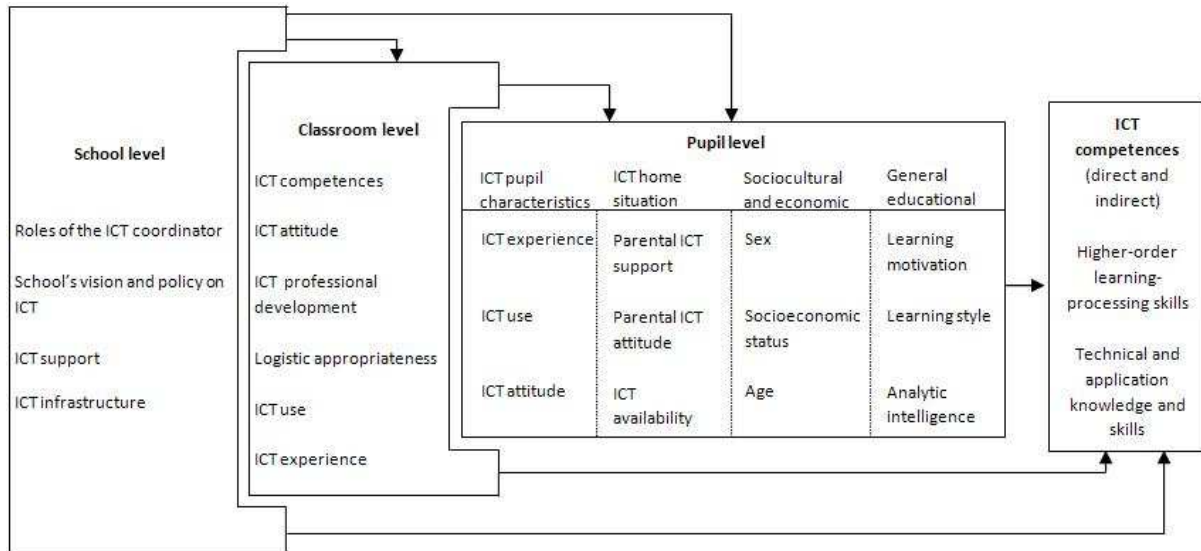 School level
Roles of the ICT coordinator
School's vision and policy on
ICT
ICT support
ICT infrastructure
Classroom level
ICT competences
ICT attitude
ICT professional
development
Logistic appropriateness
ICT use
ICT experience
Pupil level
ICT pupil
characteristics
ICT experience
ICT use
ICT attitude
ICT home
situation
Parental ICT
support
Parental ICT
attitude
ICT
availability
Sociocultural
and economic
Sex
Socioeconomic
status
Age
General
educational
Learning
motivation
Learning style
Analytic
intelligence
ICT
competences
(direct and
indirect)
Higher-order
learning-
processing skills
Technical and
application
knowledge and
skills